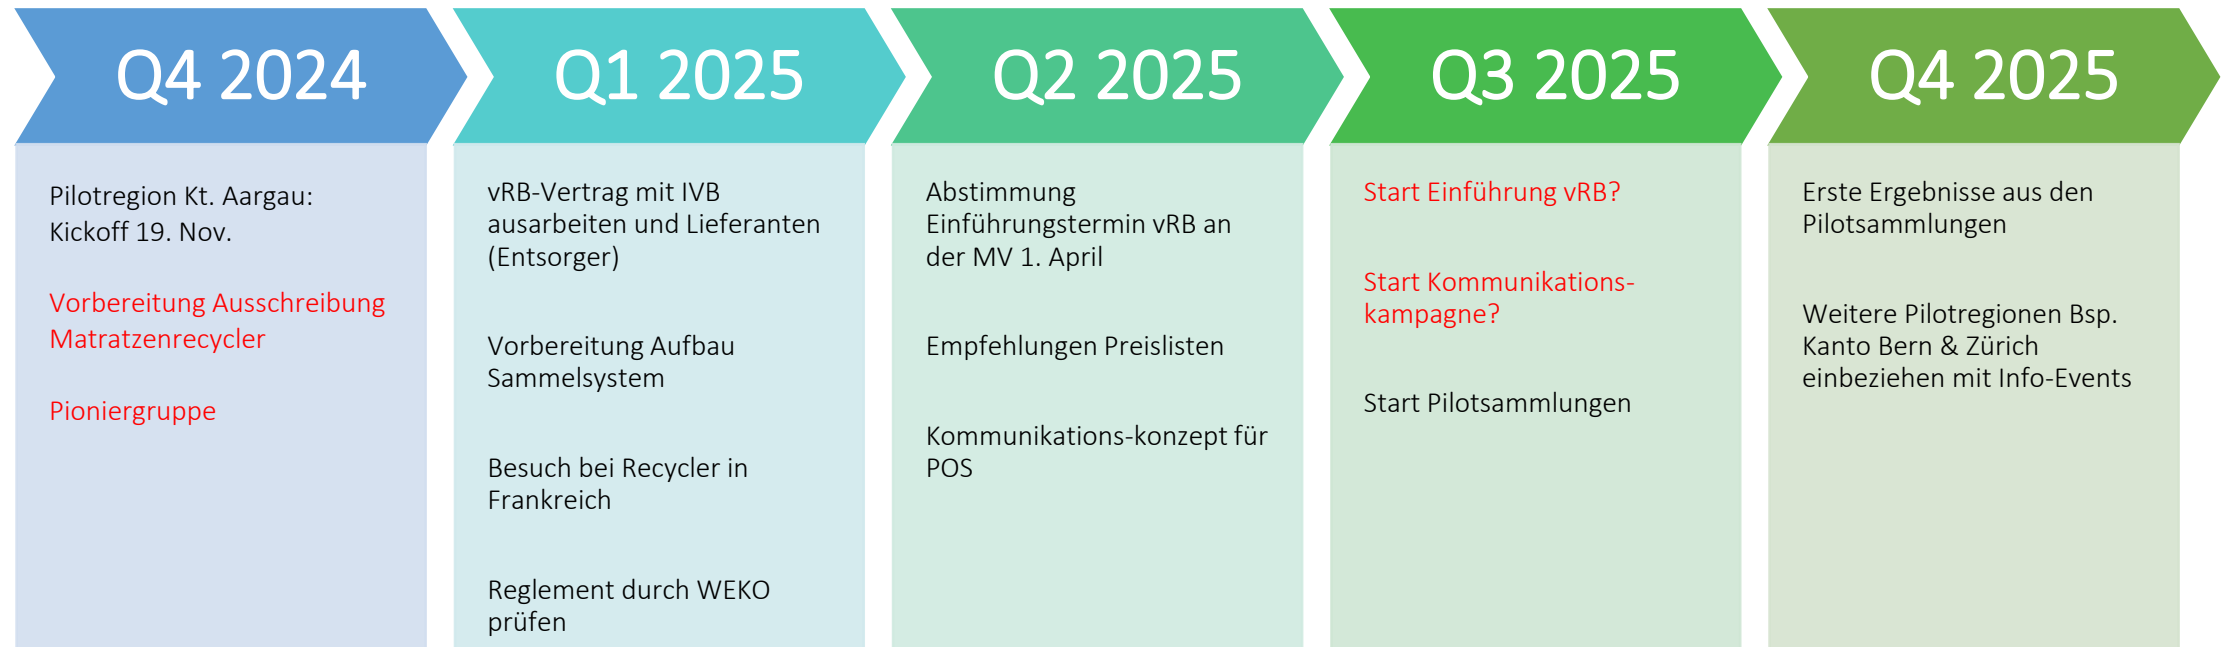 Q4 2024
Pilotregion Kt. Aargau:
Kickoff 19. Nov.
Vorbereitung Ausschreibung
Matratzenrecycler
Pioniergruppe
Q1 2025
vRB-Vertrag mit IVB
ausarbeiten und Lieferanten
(Entsorger)
Vorbereitung Aufbau
Sammelsystem
Besuch bei Recycler in
Frankreich
Reglement durch WEKO
prüfen
Q2 2025
Abstimmung
Einführungstermin vRB an
der MV 1. April
Empfehlungen Preislisten
Kommunikations-konzept für
POS
Q3 2025
Start Einführung vRB?
Start Kommunikations-
kampagne?
Start Pilotsammlungen
Q4 2025
Erste Ergebnisse aus den
Pilotsammlungen
Weitere Pilotregionen Bsp.
Kanto Bern & Zürich
einbeziehen mit Info-Events